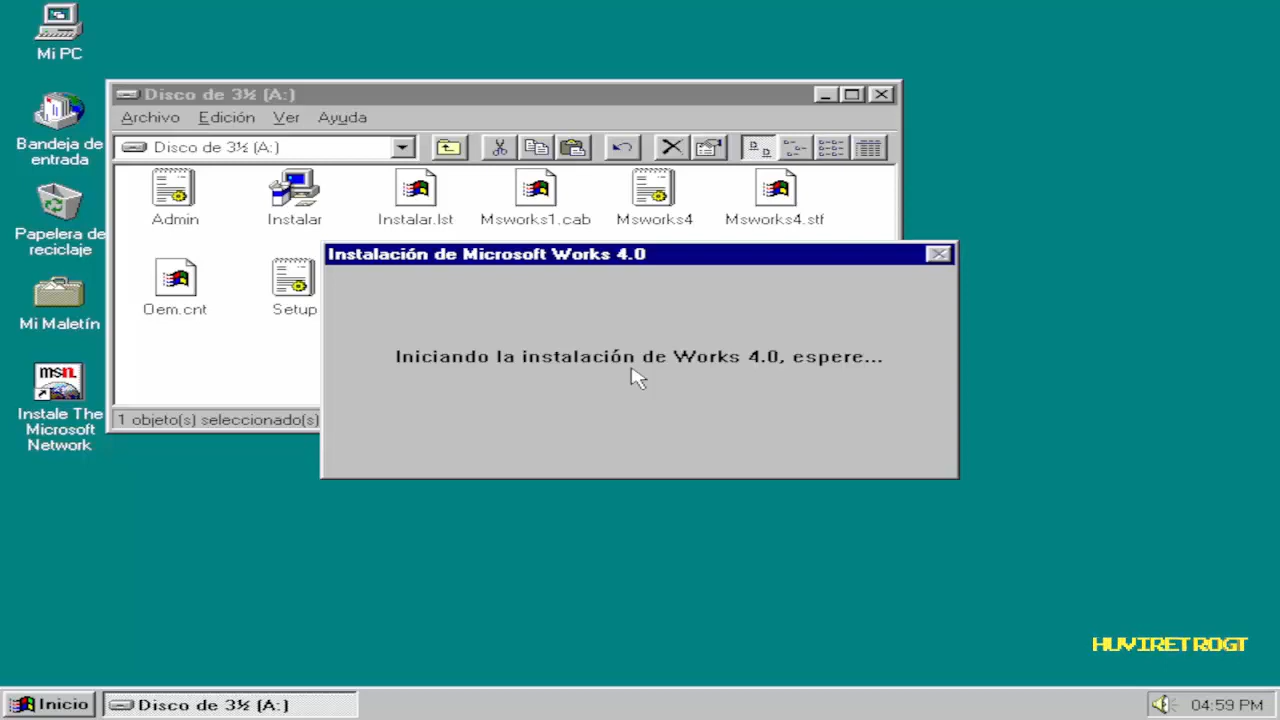 Mi PC
Bandeja de
entrada
Papelera de
reciclaje
Mi Maletín
msn
Instale The
Microsoft
Network
Disco de 3½ (A:)
Archivo Edición Ver Ayuda
Disco de 3½ (A:)
Admin Instalar Instalar.lst Msworks1.cab Msworks4 Msworks4.stf
Oem.cnt Setup
1 objeto(s) seleccionado(s)
Instalación de Microsoft Works 4.0
Iniciando la instalación de Works 4.0, espere...
HUVIRETROGT
Inicio Disco de 3½ (A:) 04:59 PM